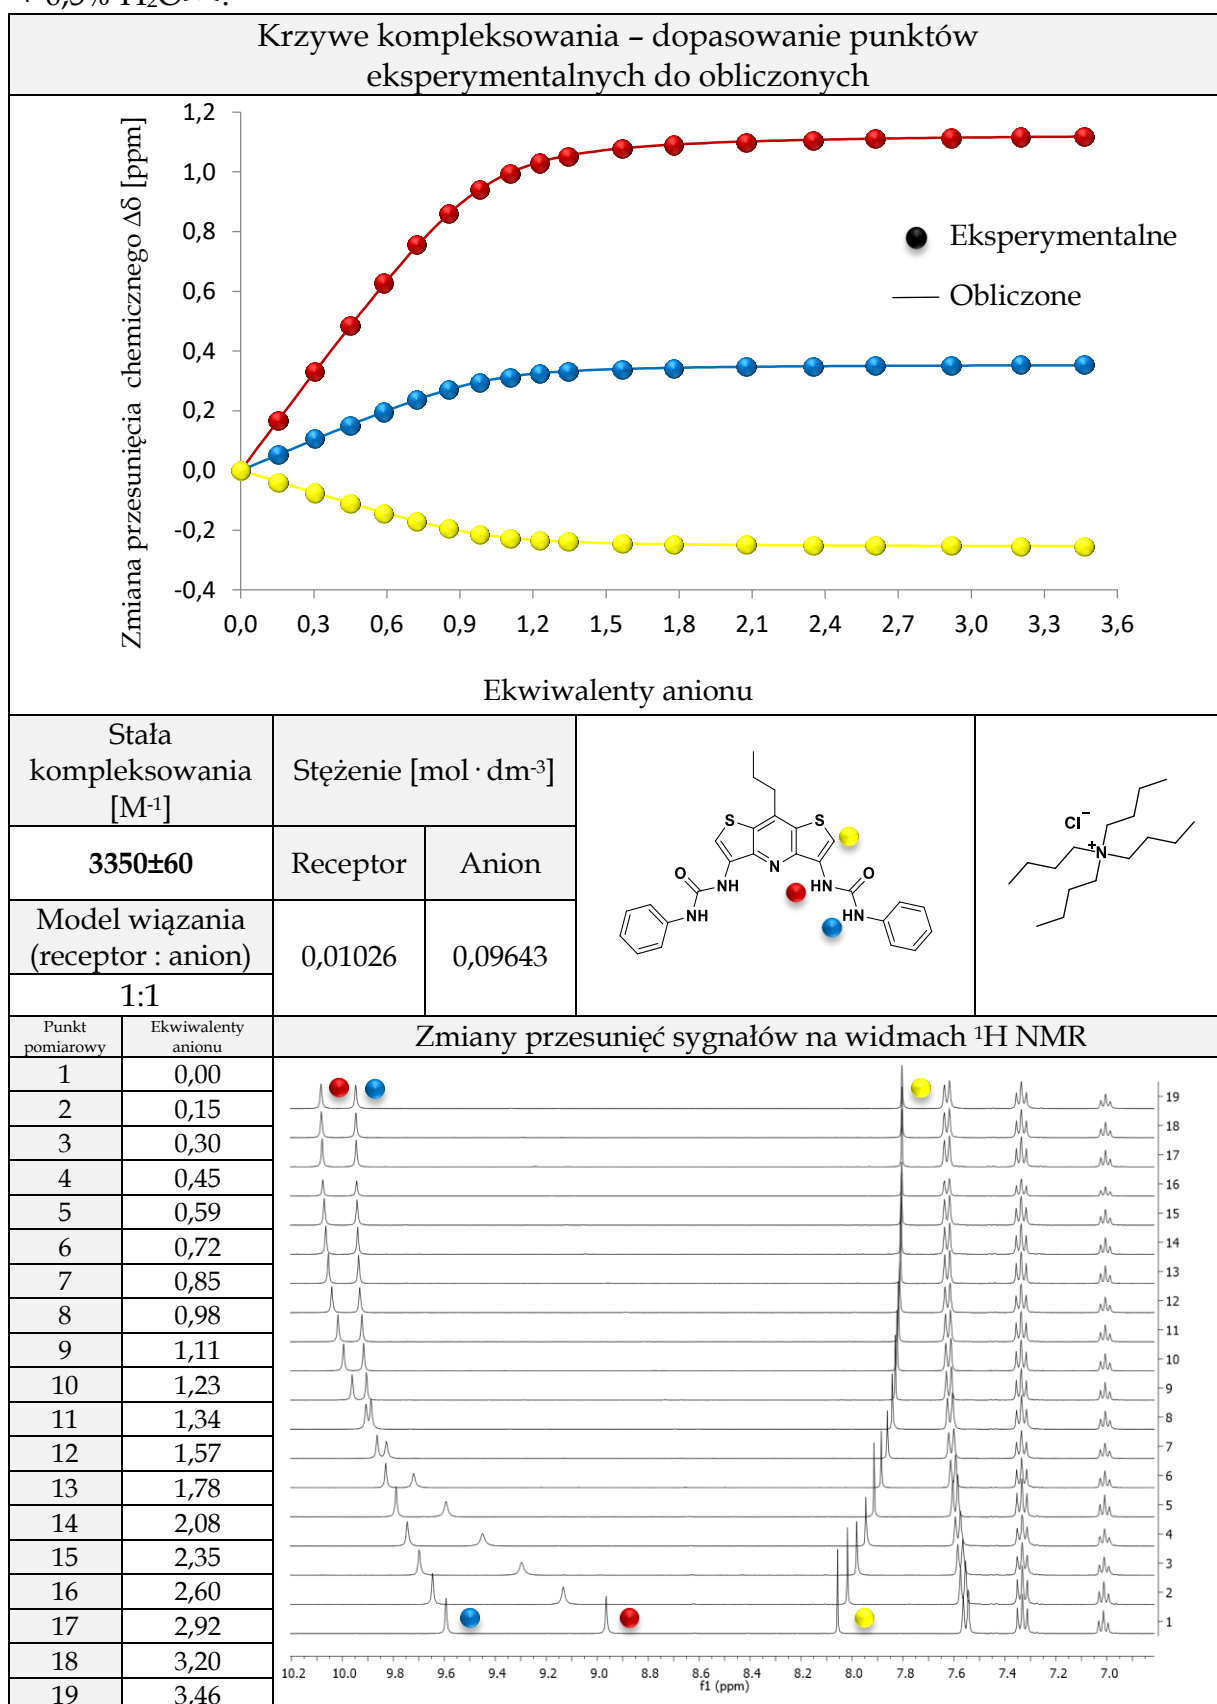 + 0,5% H₂O
Krzywe kompleksowania – dopasowanie punktów
eksperymentalnych do obliczonych
Zmiana przesunięcia chemicznego Δδ [ppm]
1,2
1,0
0,8
0,6
0,4
0,2
0,0
-0,2
-0,4
Eksperymentalne
Obliczone
0,0 0,3 0,6 0,9 1,2 1,5 1,8 2,1 2,4 2,7 3,0 3,3 3,6
Ekwiwalenty anionu
Stała
kompleksowania
[M⁻¹]
Stężenie [mol · dm⁻³]
3350±60
Receptor
Anion
Model wiązania
(receptor : anion)
0,01026
0,09643
1:1
S S
N
O NH NH O
NH HN
Cl⁻
N⁺
Punkt
pomiarowy
Ekwiwalenty
anionu
Zmiany przesunięć sygnałów na widmach ¹H NMR
1 0,00
2 0,15
3 0,30
4 0,45
5 0,59
6 0,72
7 0,85
8 0,98
9 1,11
10 1,23
11 1,34
12 1,57
13 1,78
14 2,08
15 2,35
16 2,60
17 2,92
18 3,20
19 3,46
19
18
17
16
15
14
13
12
11
10
9
8
7
6
5
4
3
2
1
10.2 10.0 9.8 9.6 9.4 9.2 9.0 8.8 8.6 8.4 8.2 8.0 7.8 7.6 7.4 7.2 7.0
f1 (ppm)